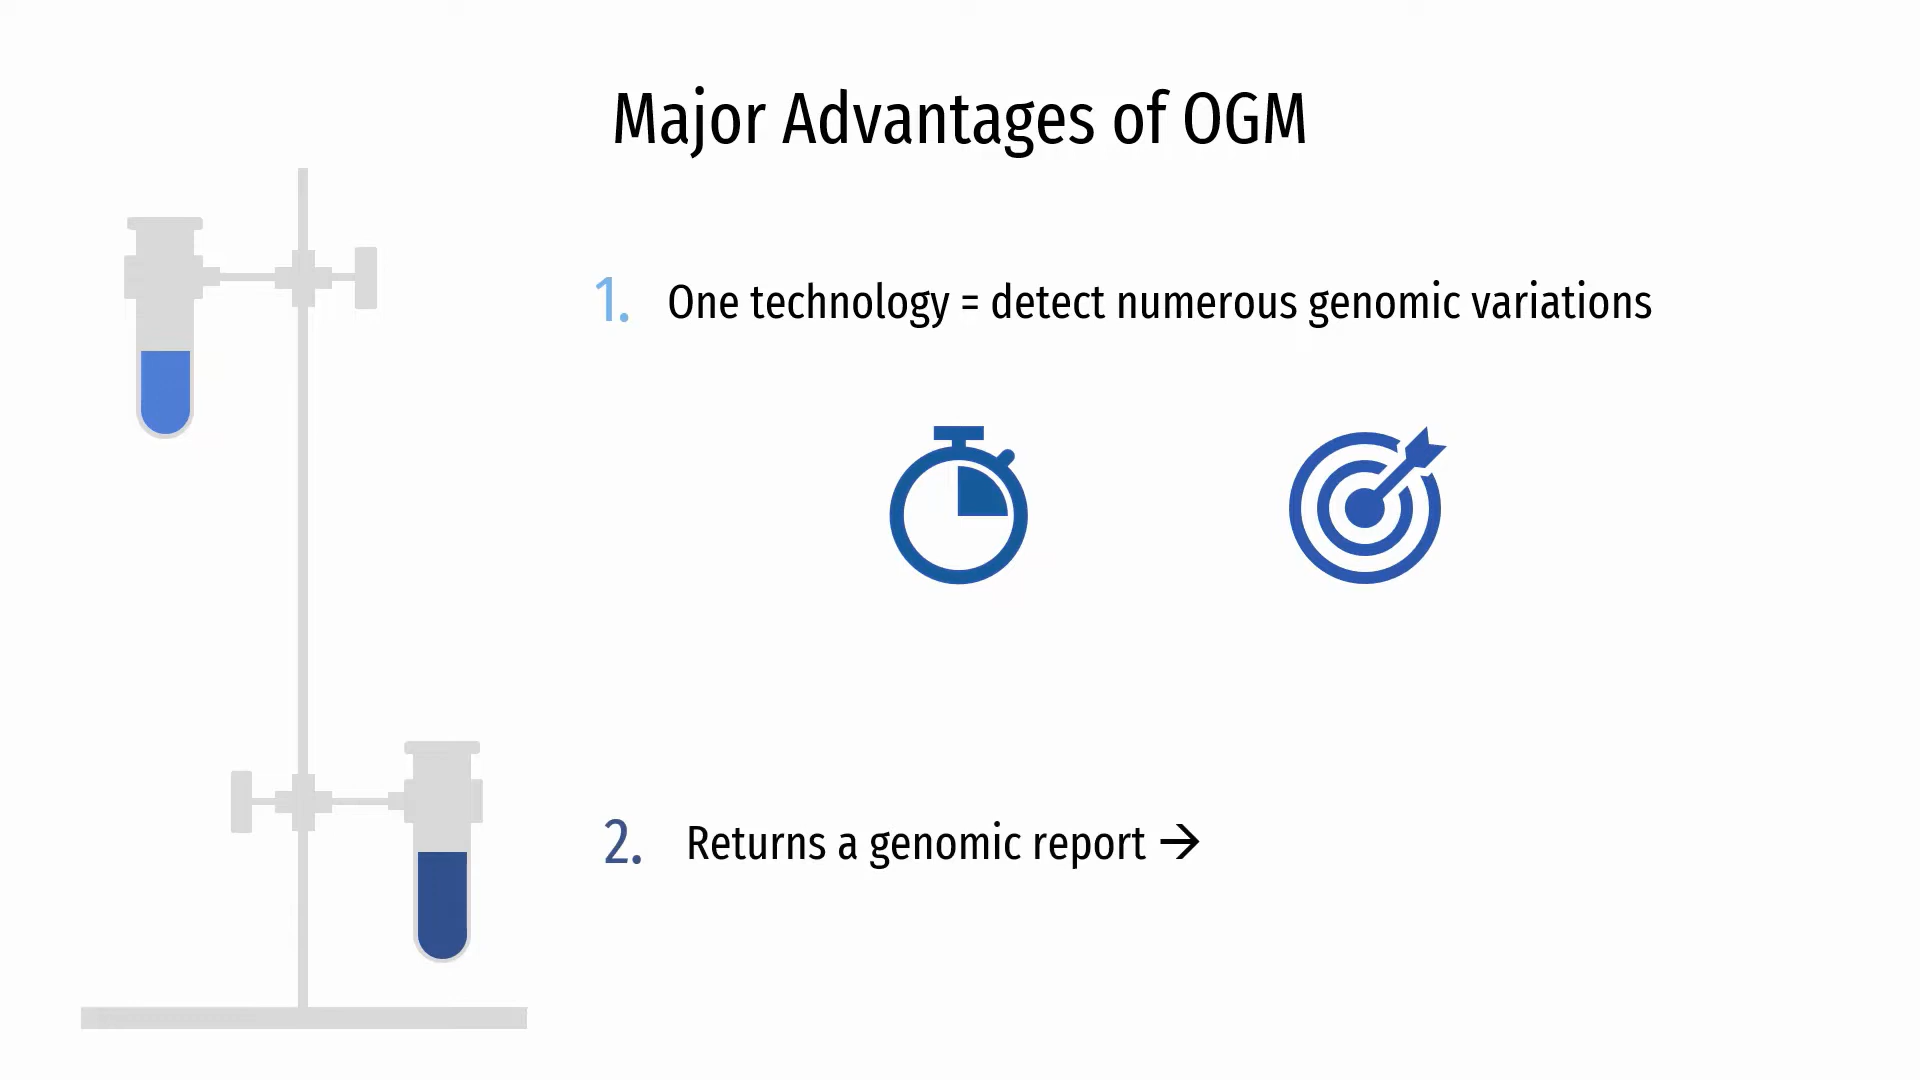 Major Advantages of OGM
1. One technology = detect numerous genomic variations
2. Returns a genomic report →